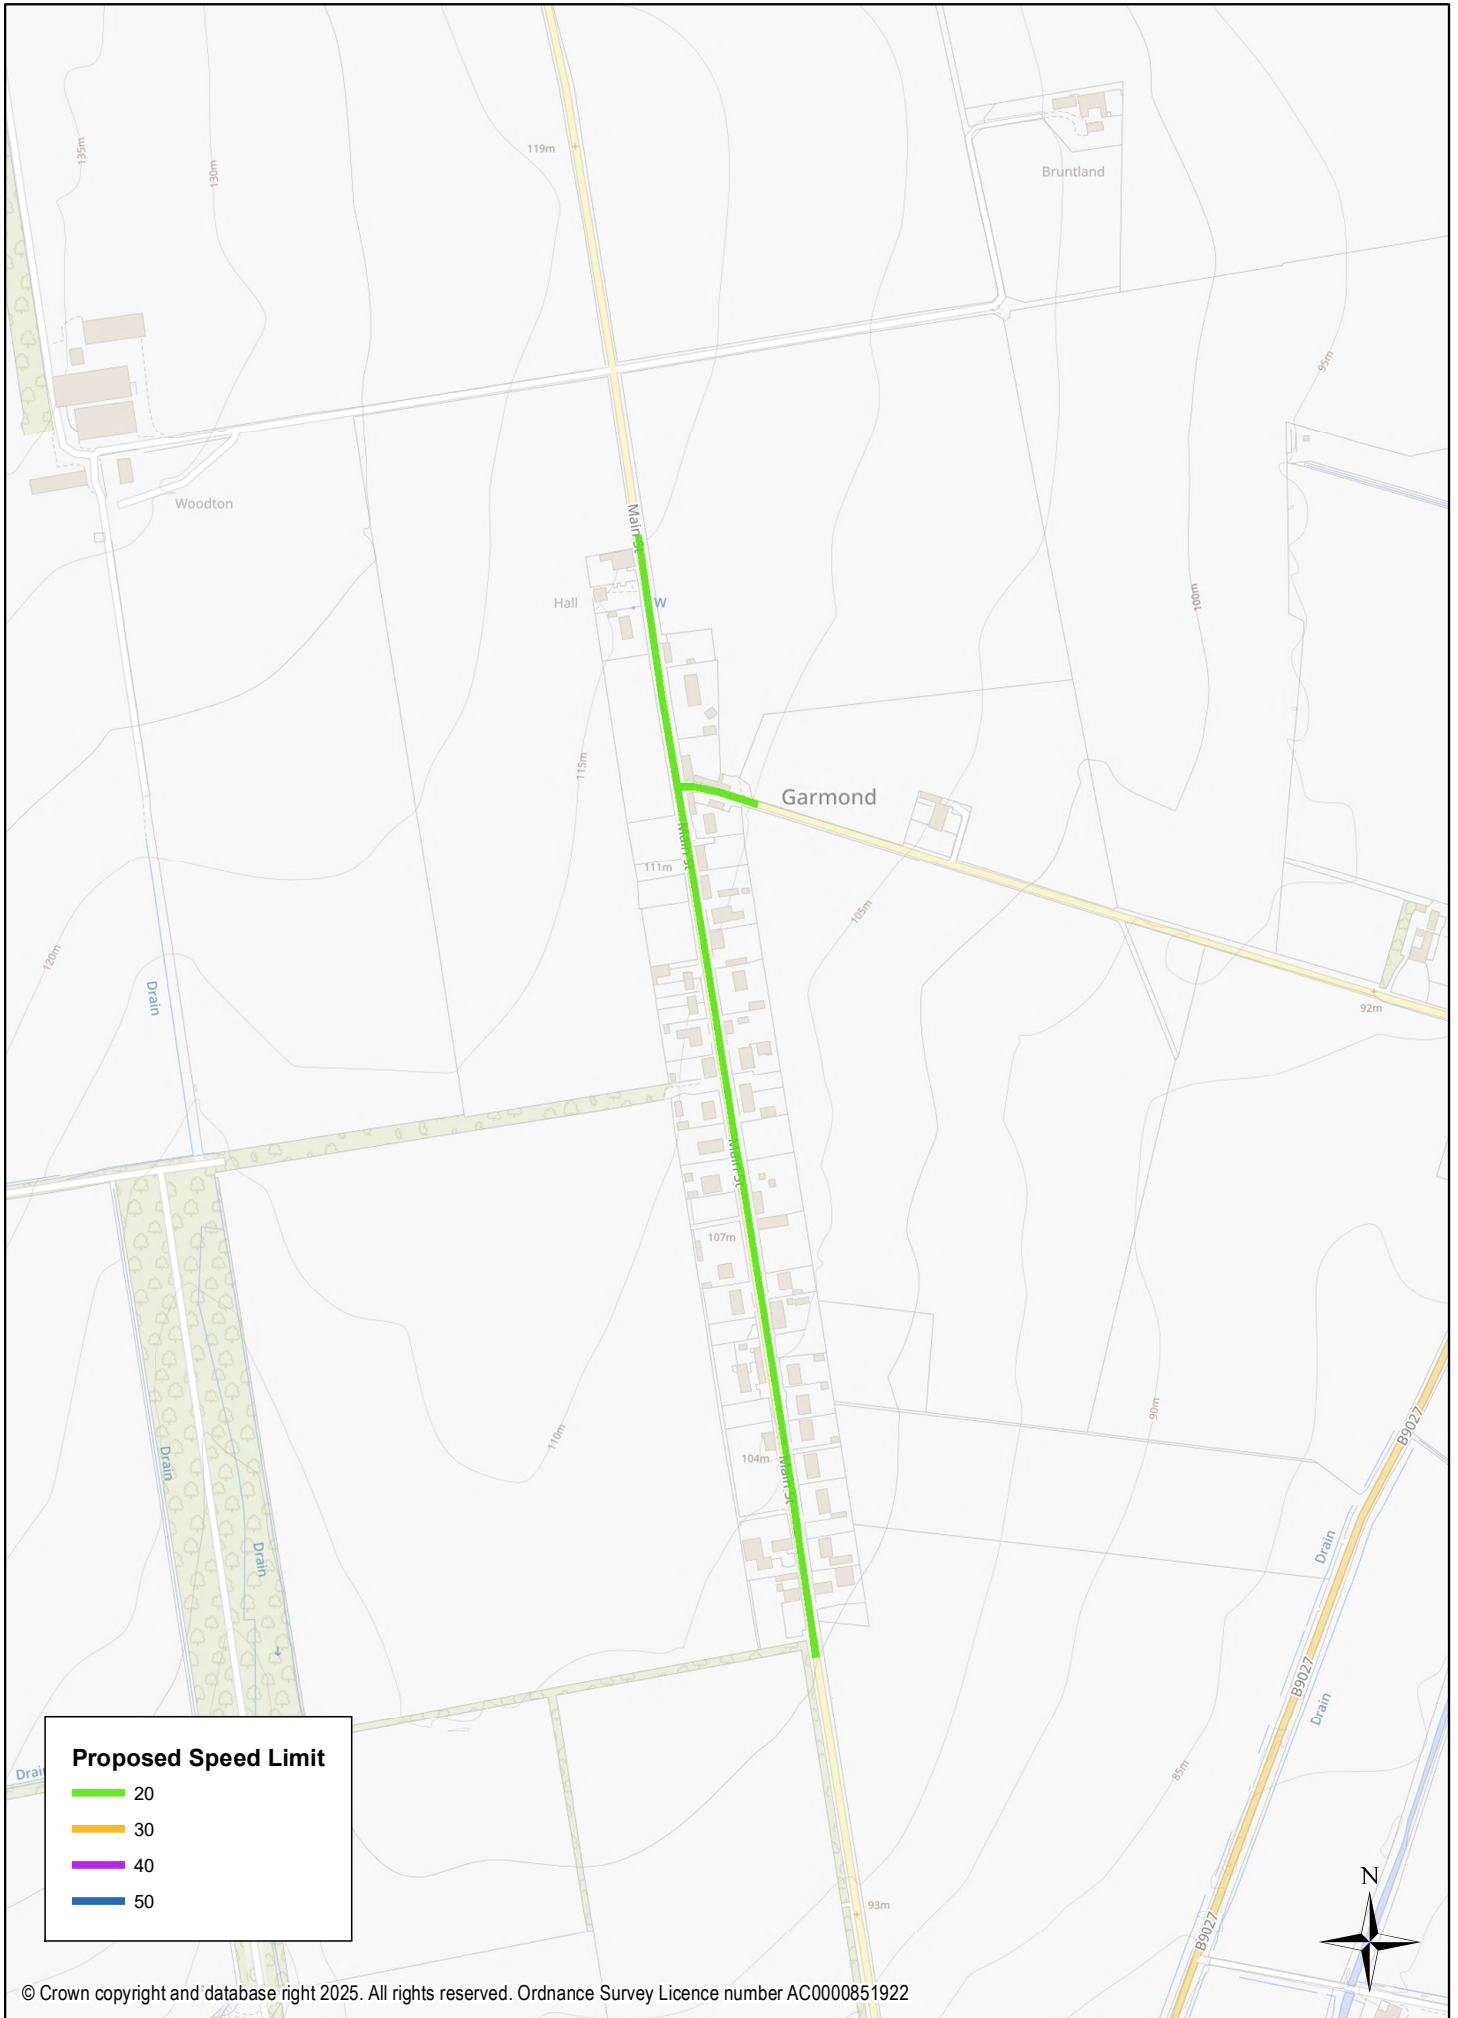 119m
135m
130m
Bruntland
95m
Woodton
Main St
Hall
W
100m
115m
Garmond
Main St
111m
105m
120m
Drain
92m
Main St
107m
110m
90m
B9027
Drain
104m
Main St
Drain
Drain
B9027
Drain
85m
Proposed Speed Limit
20
30
40
50
N
93m
B9027
© Crown copyright and database right 2025. All rights reserved. Ordnance Survey Licence number AC0000851922